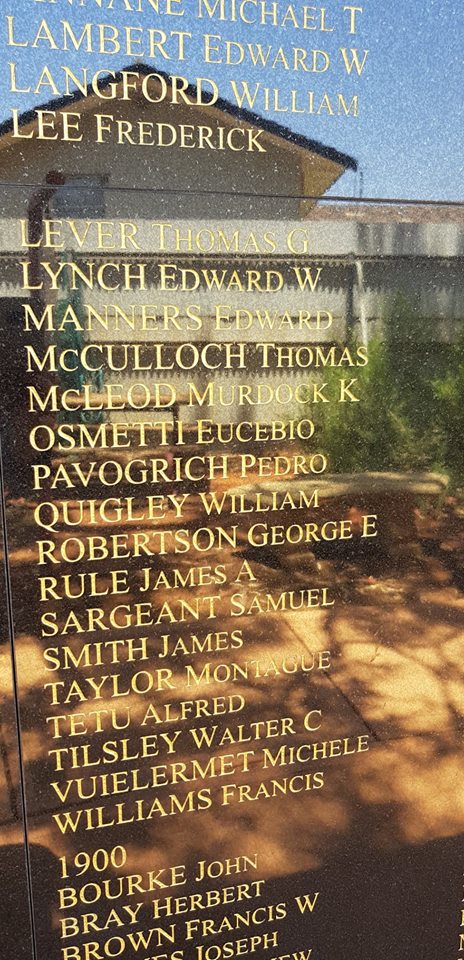 MICHAEL T
LAMBERT EDWARD W
LANGFORD WILLIAM
LEE FREDERICK
LEVER THOMAS G
LYNCH EDWARD W
MANNERS EDWARD
MCCULLOCH THOMAS
MCLEOD MURDOCK K
OSMETTI EUCEBIO
PAVOGRICH PEDRO
QUIGLEY WILLIAM
ROBERTSON GEORGE E
RULE JAMES A
SARGEANT SAMUEL
SMITH JAMES
TAYLOR MONTAGUE
TETU ALFRED
TILSLEY WALTER C
VUIELERMET MICHELE
WILLIAMS FRANCIS
1900
BOURKE JOHN
BRAY HERBERT
BROWN FRANCIS W
JOSEPH